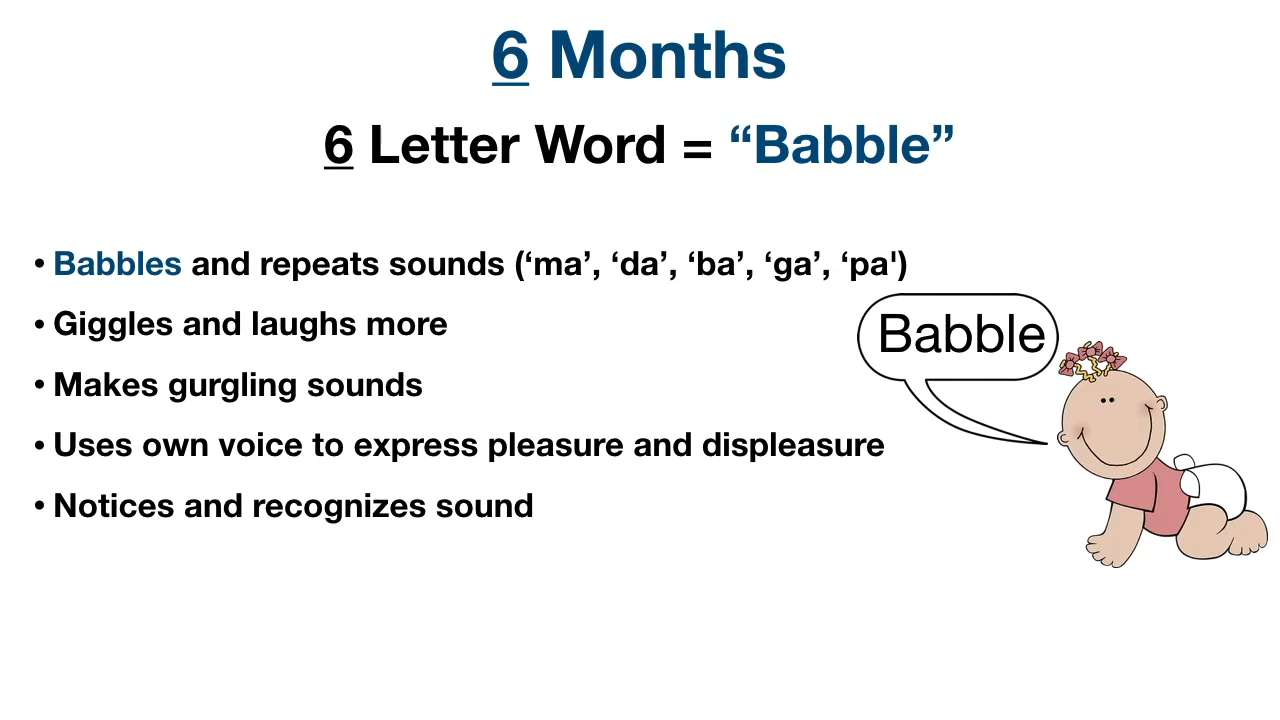 6 Months
6 Letter Word = “Babble”
• Babbles and repeats sounds (‘ma’, ‘da’, ‘ba’, ‘ga’, ‘pa')
• Giggles and laughs more
Babble
• Makes gurgling sounds
• Uses own voice to express pleasure and displeasure
• Notices and recognizes sound